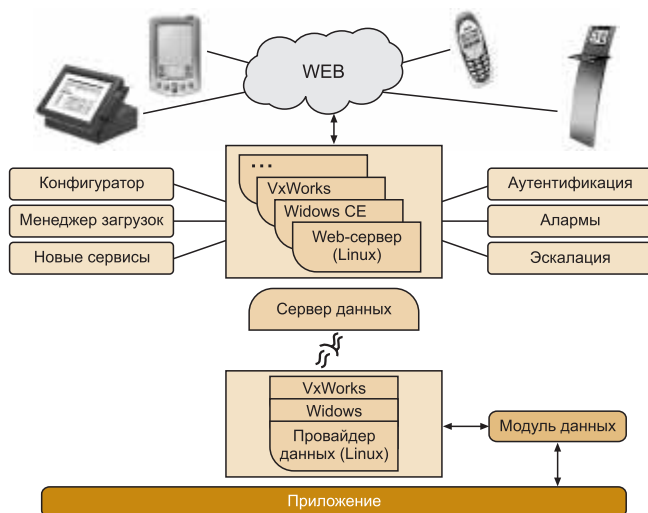 WEB
...
VxWorks
Widows CE
Web-сервер
(Linux)
Конфигуратор
Менеджер загрузок
Новые сервисы
Аутентификация
Алармы
Эскалация
Сервер данных
VxWorks
Widows
Провайдер
данных (Linux)
Модуль данных
Приложение